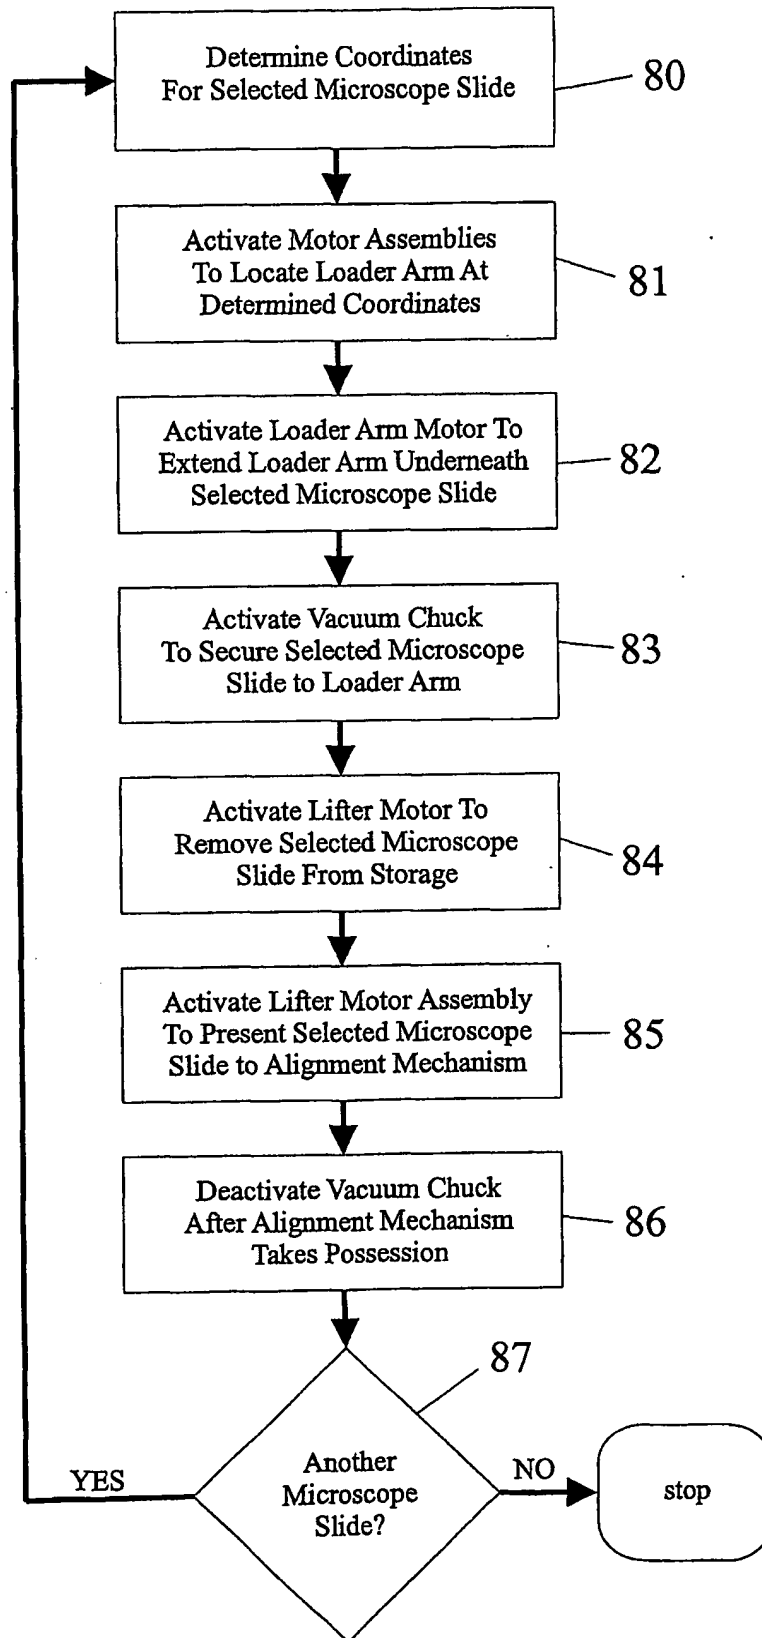 Determine Coordinates
For Selected Microscope Slide
80
Activate Motor Assemblies
To Locate Loader Arm At
Determined Coordinates
81
Activate Loader Arm Motor To
Extend Loader Arm Underneath
Selected Microscope Slide
82
Activate Vacuum Chuck
To Secure Selected Microscope
Slide to Loader Arm
83
Activate Lifter Motor To
Remove Selected Microscope
Slide From Storage
84
Activate Lifter Motor Assembly
To Present Selected Microscope
Slide to Alignment Mechanism
85
Deactivate Vacuum Chuck
After Alignment Mechanism
Takes Possession
86
87
Another
Microscope
Slide?
YES
NO
stop